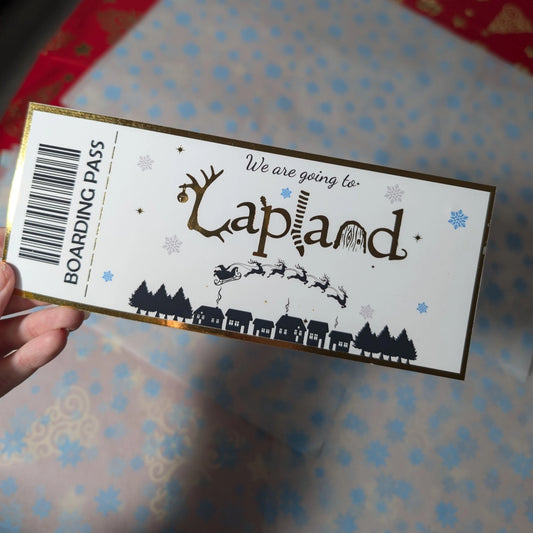 BOARDING PASS
We are going to
Lapland